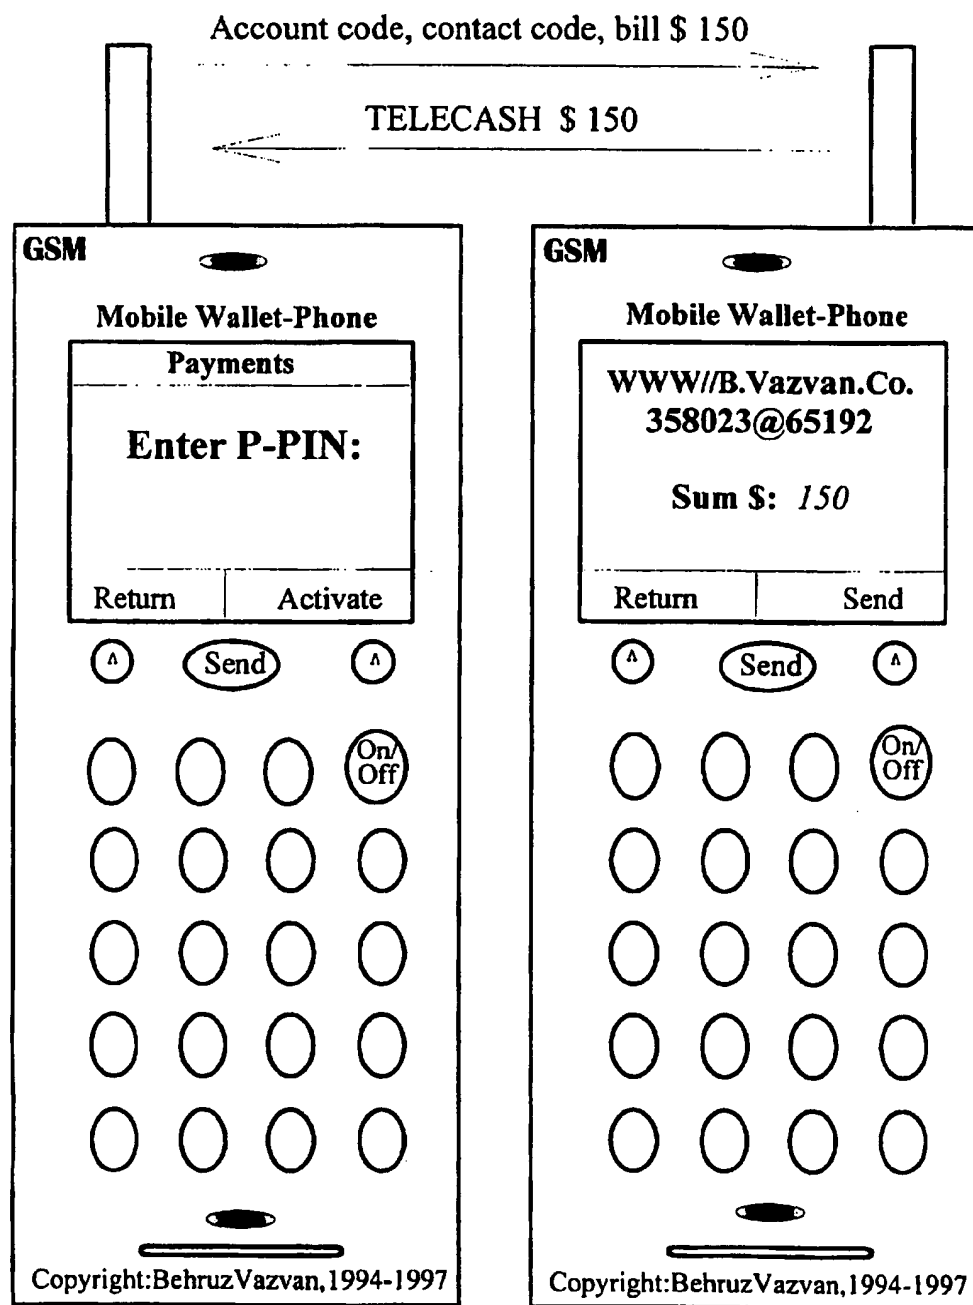 Account code, contact code, bill $ 150
TELECASH $ 150
GSM
Mobile Wallet-Phone
Payments
Enter P-PIN:
Return Activate
^ Send ^
On/
Off
Copyright:BehruzVazvan,1994-1997
GSM
Mobile Wallet-Phone
WWW//B.Vazvan.Co.
358023@65192
Sum $: 150
Return Send
^ Send ^
On/
Off
Copyright:BehruzVazvan,1994-1997